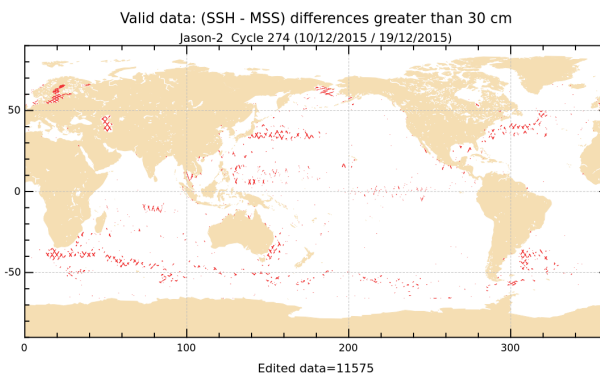 Valid data: (SSH - MSS) differences greater than 30 cm
Jason-2  Cycle 274 (10/12/2015 / 19/12/2015)
50
0
-50
0 100 200 300
Edited data=11575